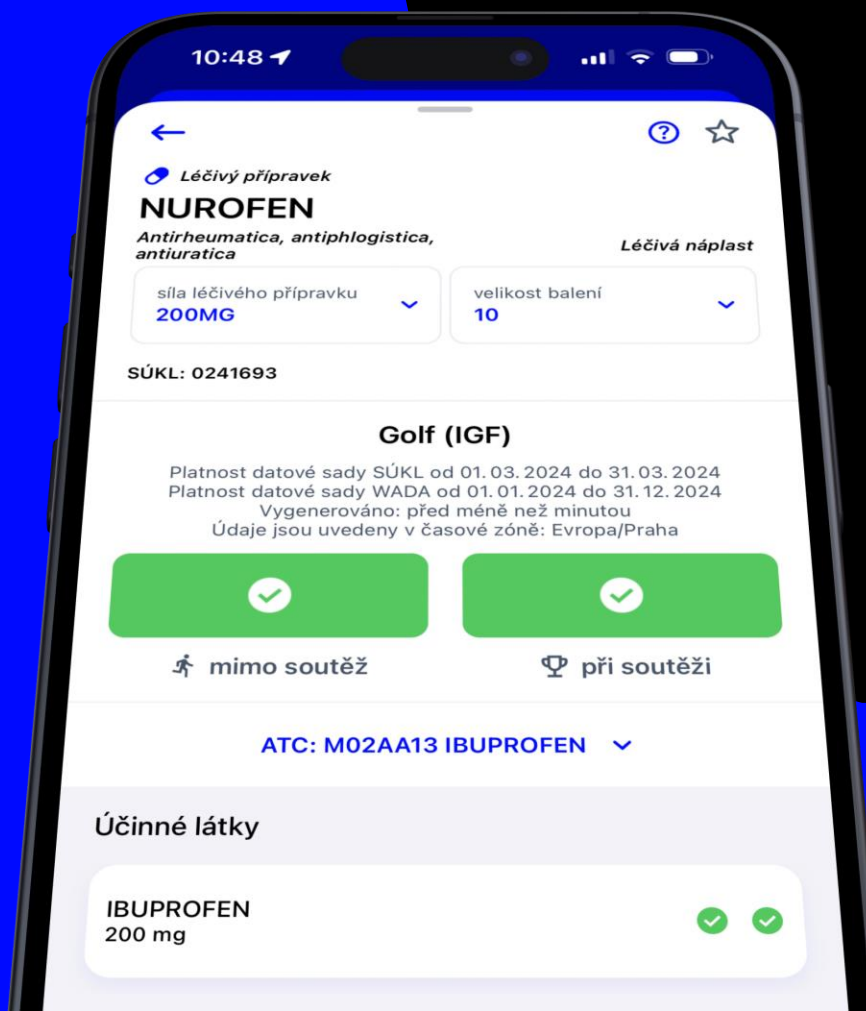 10:48
Léčivý přípravek
NUROFEN
Antirheumatica, antiphlogistica,
antiuratica
Léčivá náplast
síla léčivého přípravku
200MG
velikost balení
10
SÚKL: 0241693
Golf (IGF)
Platnost datové sady SÚKL od 01. 03. 2024 do 31. 03. 2024
Platnost datové sady WADA od 01. 01. 2024 do 31. 12. 2024
Vygenerováno: před méně než minutou
Údaje jsou uvedeny v časové zóně: Evropa/Praha
mimo soutěž
při soutěži
ATC: M02AA13 IBUPROFEN
Účinné látky
IBUPROFEN
200 mg